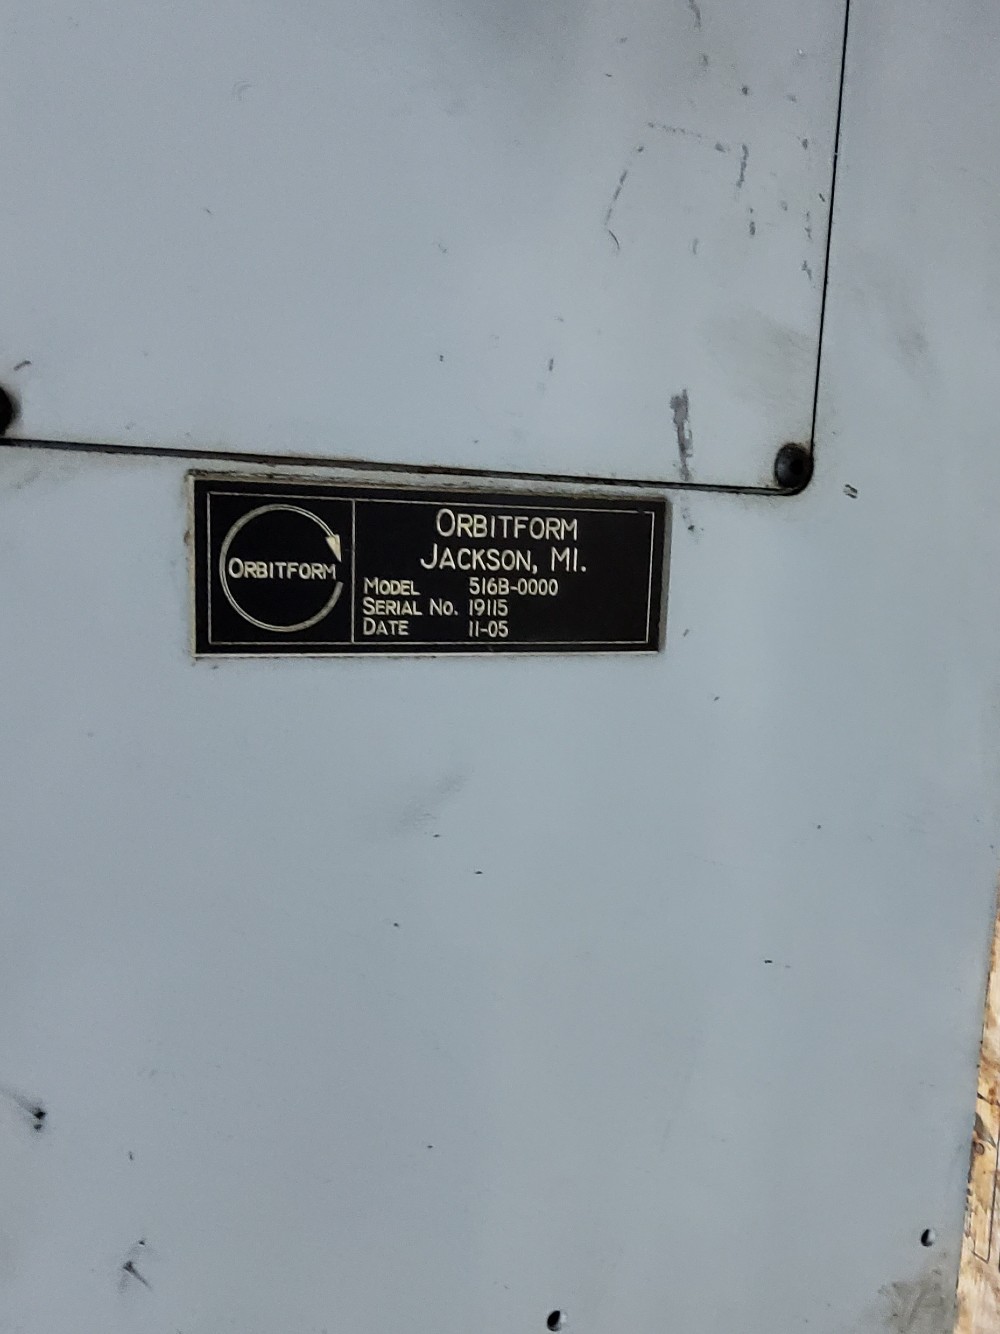 ORBITFORM
ORBITFORM
JACKSON, MI.
MODEL 516B-0000
SERIAL NO. 19115
DATE 11-05